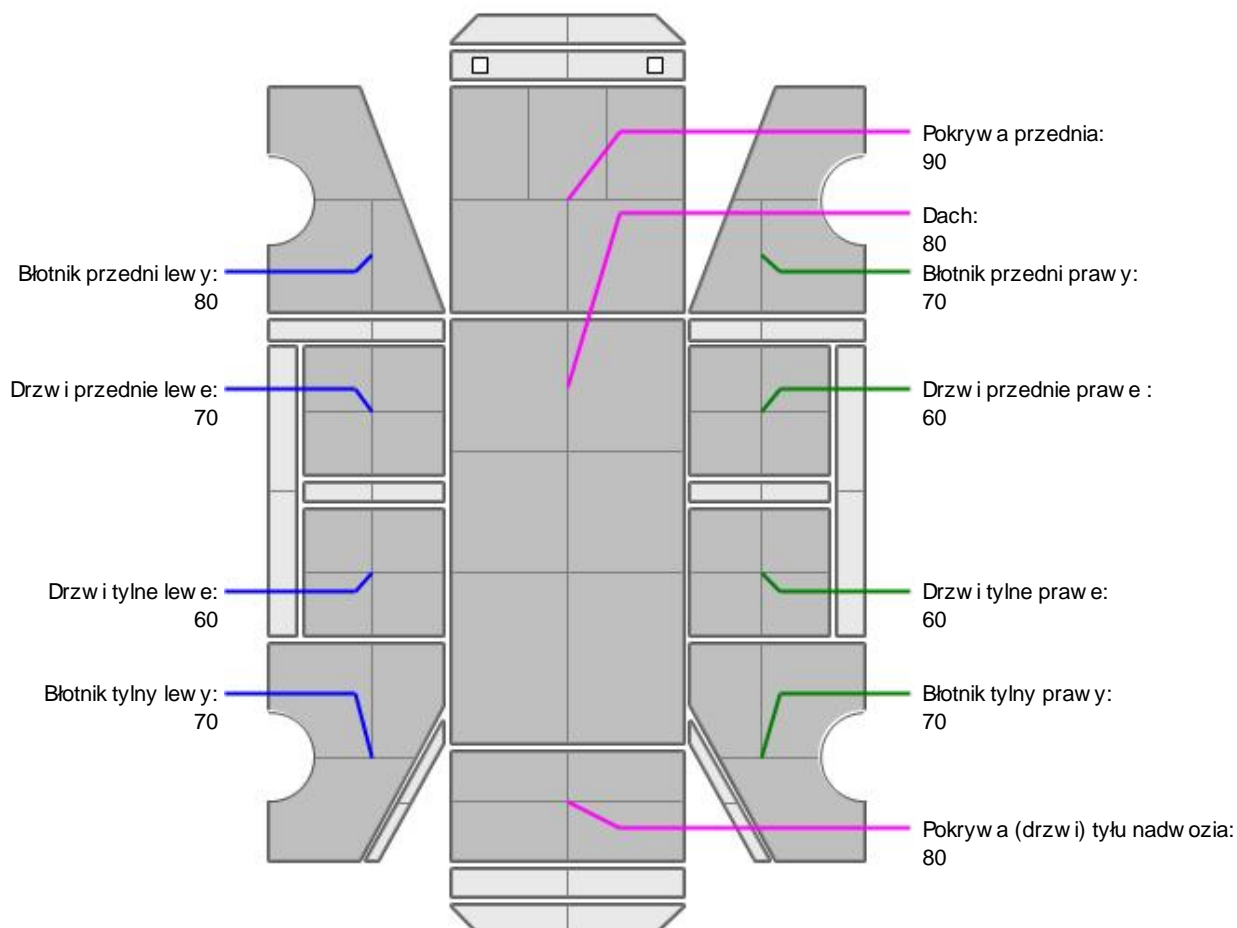 Pokrywa przednia:
90
Dach:
80
Błotnik przedni lewy:
80
Błotnik przedni prawy:
70
Drzwi przednie lewe:
70
Drzwi przednie prawe :
60
Drzwi tylne lewe:
60
Drzwi tylne prawe:
60
Błotnik tylny lewy:
70
Błotnik tylny prawy:
70
Pokrywa (drzwi) tyłu nadwozia:
80